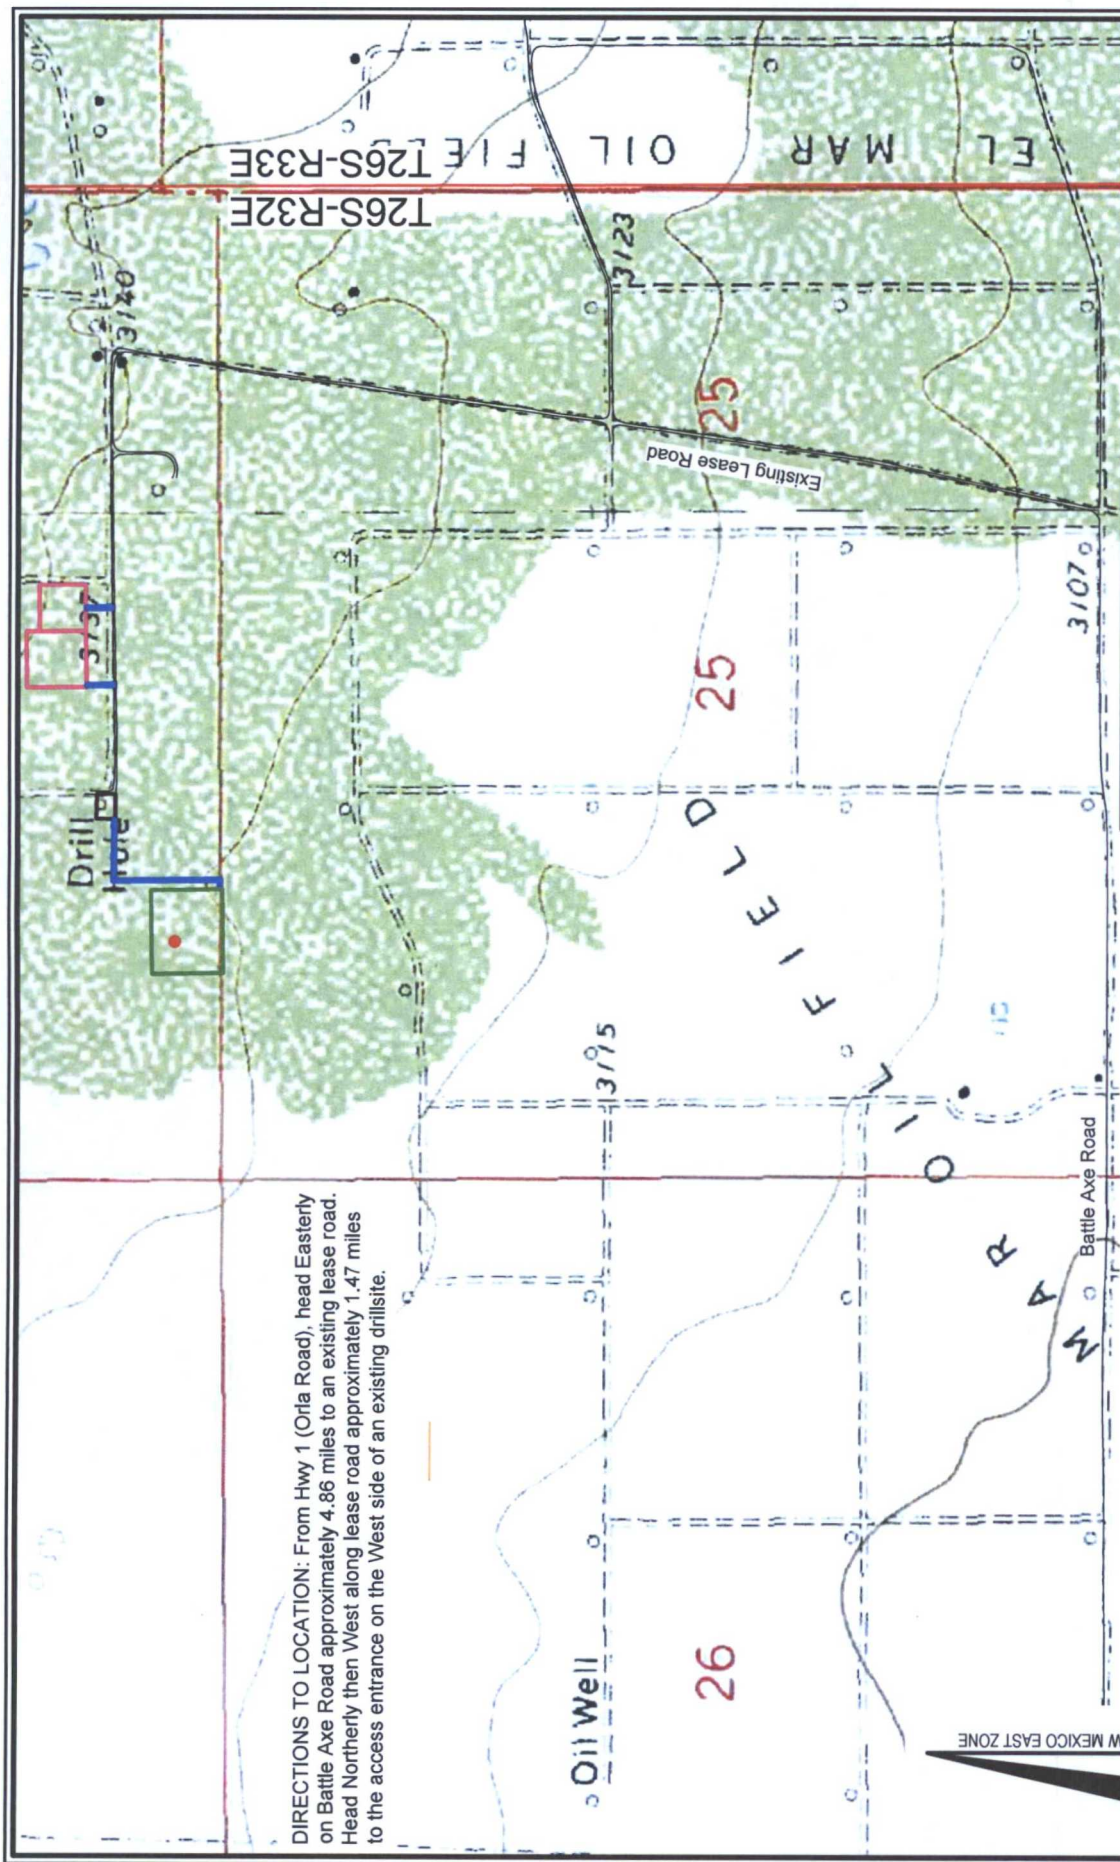 DIRECTIONS TO LOCATION: From Hwy 1 (Orla Road), head Easterly
on Battle Axe Road approximately 4.86 miles to an existing lease road.
Head Northerly then West along lease road approximately 1.47 miles
to the access entrance on the West side of an existing drillsite.
Drill
Hole
3140
T26S-R32E
T26S-R33E
EL MAR OIL FIEL
3123
25
Existing Lease Road
25
3107
3115
MAR OIL FIELD
Oil Well
26
Battle Axe Road
W MEXICO EAST ZONE